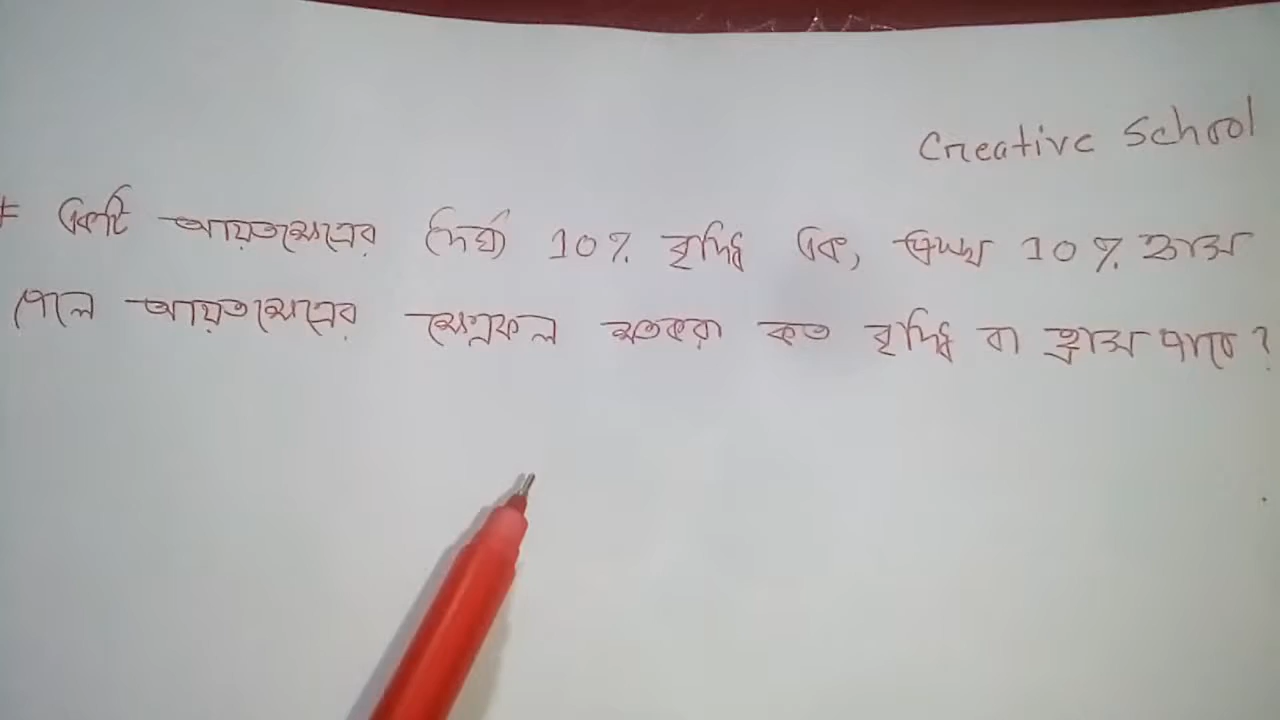 Creative School
# একটি আয়তক্ষেত্রের দৈর্ঘ্য 10% বৃদ্ধি এবং, প্রস্থ 10% হ্রাস
পেলে আয়তক্ষেত্রের ক্ষেত্রফল শতকরা কত বৃদ্ধি বা হ্রাস পাবে?